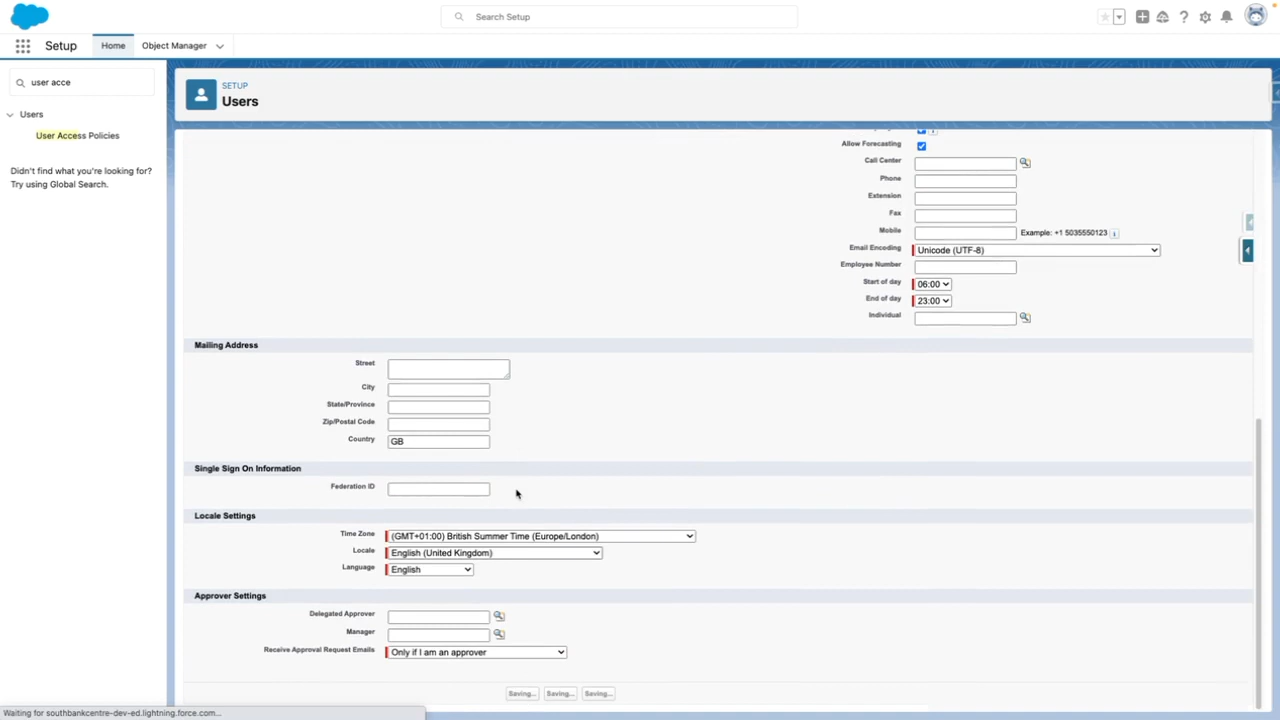 Search Setup
Setup
Home
Object Manager
user acce
Users
User Access Policies
Didn't find what you're looking for?
Try using Global Search.
SETUP
Users
Allow Forecasting
Call Center
Phone
Extension
Fax
Mobile
Example: +1 5035550123
Email Encoding
Unicode (UTF-8)
Employee Number
Start of day
06:00
End of day
23:00
Individual
Mailing Address
Street
City
State/Province
Zip/Postal Code
Country
GB
Single Sign On Information
Federation ID
Locale Settings
Time Zone
(GMT+01:00) British Summer Time (Europe/London)
Locale
English (United Kingdom)
Language
English
Approver Settings
Delegated Approver
Manager
Receive Approval Request Emails
Only if I am an approver
Saving...
Saving...
Saving...
Waiting for southbankcentre-dev-ed.lightning.force.com...